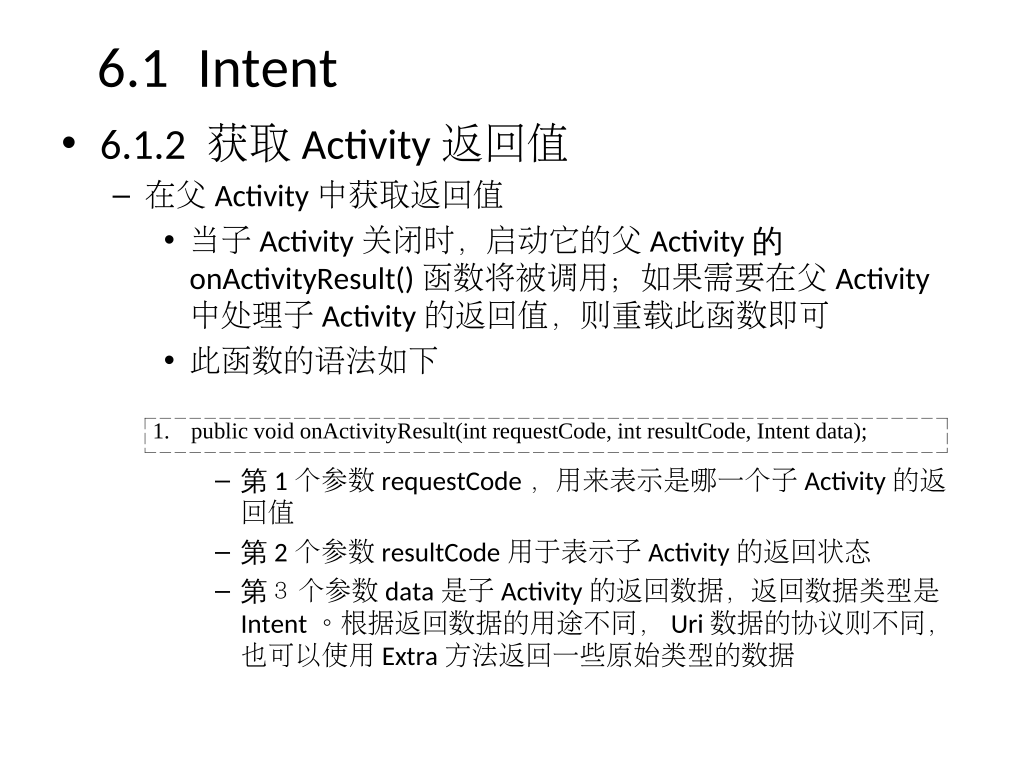 6.1 Intent
• 6.1.2 获取 Activity 返回值
– 在父 Activity 中获取返回值
• 当子 Activity 关闭时，启动它的父 Activity 的
onActivityResult() 函数将被调用；如果需要在父 Activity
中处理子 Activity 的返回值，则重载此函数即可
• 此函数的语法如下
1. public void onActivityResult(int requestCode, int resultCode, Intent data);
– 第 1 个参数 requestCode ，用来表示是哪一个子 Activity 的返
回值
– 第 2 个参数 resultCode 用于表示子 Activity 的返回状态
– 第３ 个参数 data 是子 Activity 的返回数据，返回数据类型是
Intent 。根据返回数据的用途不同， Uri 数据的协议则不同，
也可以使用 Extra 方法返回一些原始类型的数据